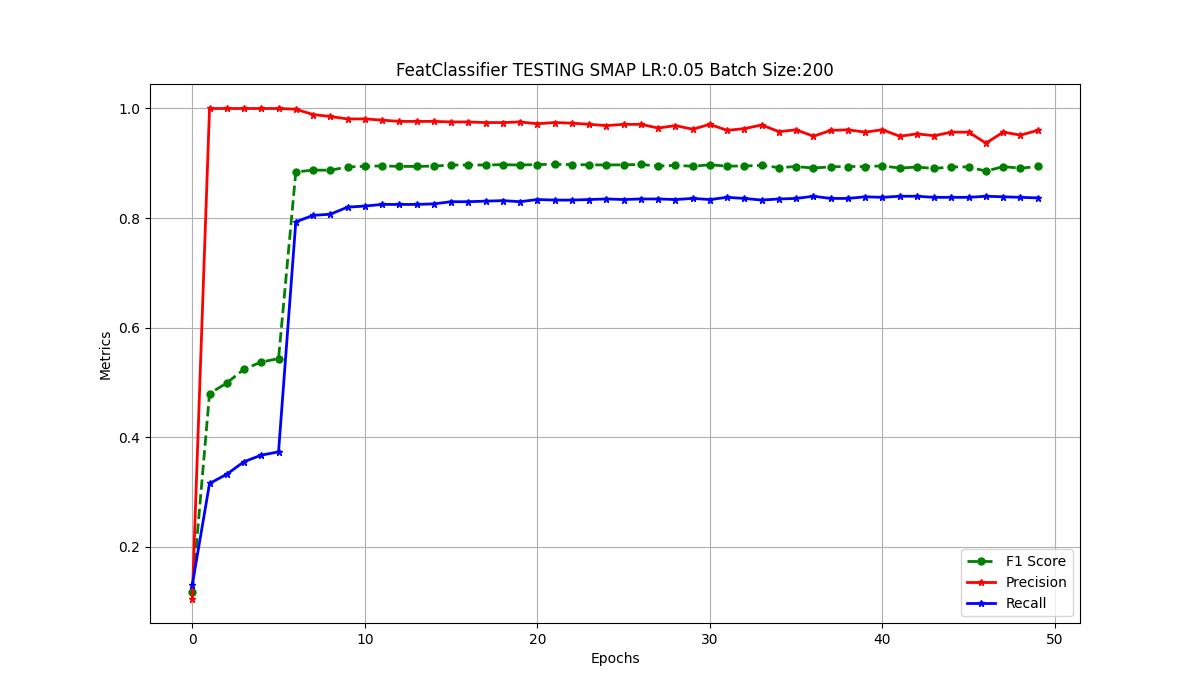 FeatClassifier TESTING SMAP LR:0.05 Batch Size:200
Metrics
1.0
0.8
0.6
0.4
0.2
0 10 20 30 40 50
Epochs
F1 Score
Precision
Recall